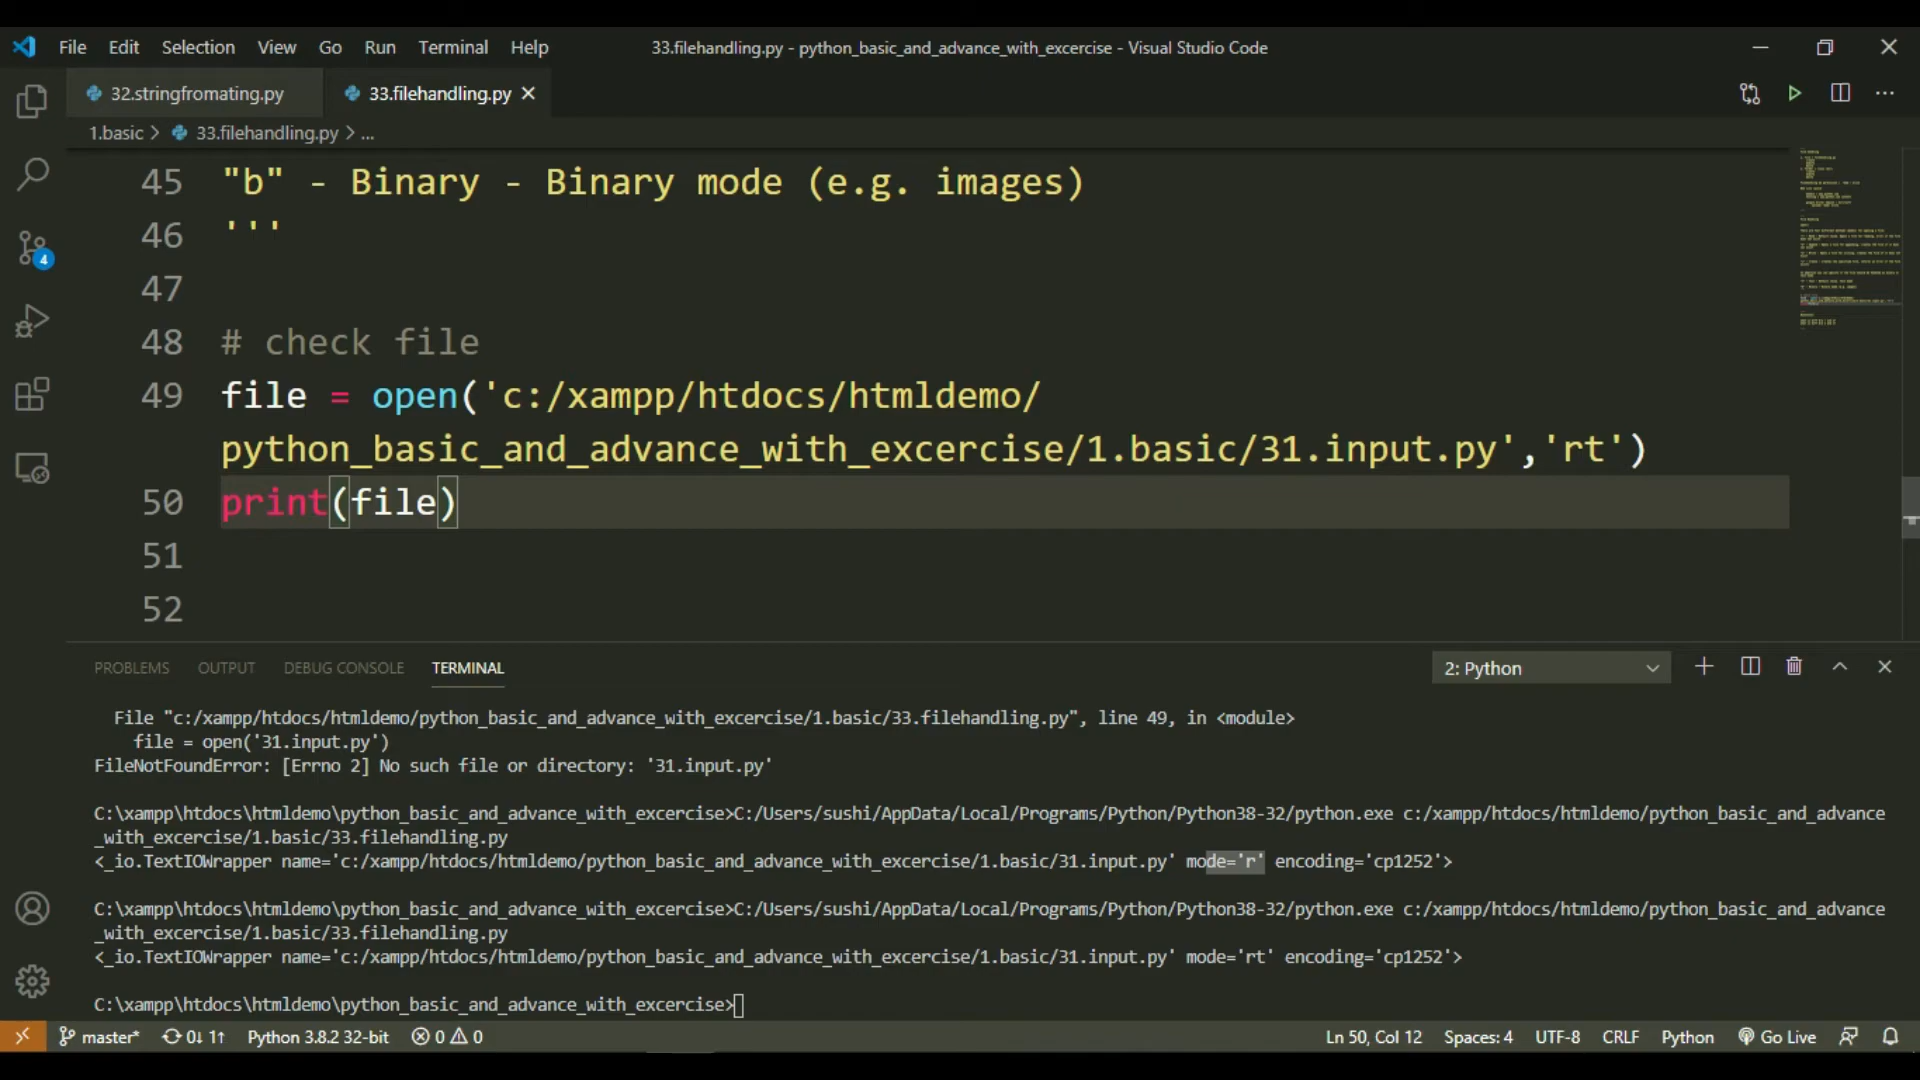 File Edit Selection View Go Run Terminal Help 33.filehandling.py - python_basic_and_advance_with_excercise - Visual Studio Code
32.stringfromating.py 33.filehandling.py
1.basic > 33.filehandling.py > ...
45 "b" - Binary - Binary mode (e.g. images)
46 '''
47
48 # check file
49 file = open('c:/xampp/htdocs/htmldemo/
python_basic_and_advance_with_excercise/1.basic/31.input.py','rt')
50 print(file)
51
52
PROBLEMS OUTPUT DEBUG CONSOLE TERMINAL 2: Python
File "c:/xampp/htdocs/htmldemo/python_basic_and_advance_with_excercise/1.basic/33.filehandling.py", line 49, in <module>
file = open('31.input.py')
FileNotFoundError: [Errno 2] No such file or directory: '31.input.py'
C:\xampp\htdocs\htmldemo\python_basic_and_advance_with_excercise>C:/Users/sushi/AppData/Local/Programs/Python/Python38-32/python.exe c:/xampp/htdocs/htmldemo/python_basic_and_advance
_with_excercise/1.basic/33.filehandling.py
<_io.TextIOWrapper name='c:/xampp/htdocs/htmldemo/python_basic_and_advance_with_excercise/1.basic/31.input.py' mode='r' encoding='cp1252'>
C:\xampp\htdocs\htmldemo\python_basic_and_advance_with_excercise>C:/Users/sushi/AppData/Local/Programs/Python/Python38-32/python.exe c:/xampp/htdocs/htmldemo/python_basic_and_advance
_with_excercise/1.basic/33.filehandling.py
<_io.TextIOWrapper name='c:/xampp/htdocs/htmldemo/python_basic_and_advance_with_excercise/1.basic/31.input.py' mode='rt' encoding='cp1252'>
C:\xampp\htdocs\htmldemo\python_basic_and_advance_with_excercise>
4
master* 0↓ 1↑ Python 3.8.2 32-bit 0 0 Ln 50, Col 12 Spaces: 4 UTF-8 CRLF Python Go Live